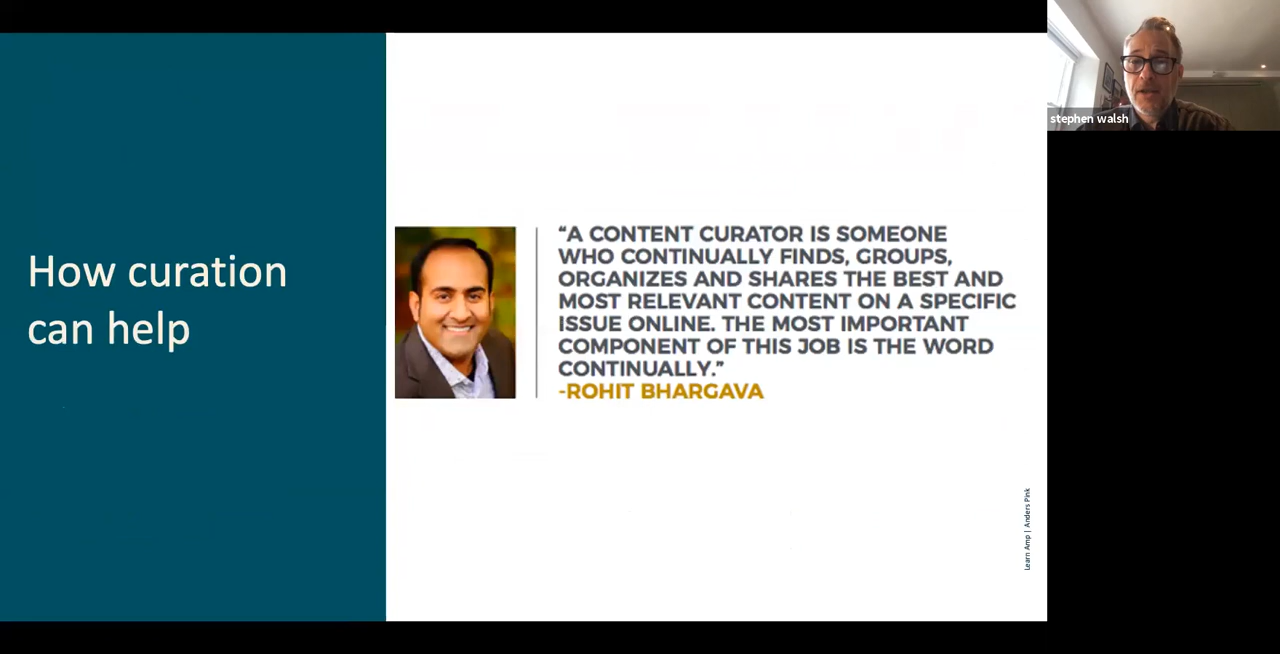 How curation
can help
“A CONTENT CURATOR IS SOMEONE
WHO CONTINUALLY FINDS, GROUPS,
ORGANIZES AND SHARES THE BEST AND
MOST RELEVANT CONTENT ON A SPECIFIC
ISSUE ONLINE. THE MOST IMPORTANT
COMPONENT OF THIS JOB IS THE WORD
CONTINUALLY.”
-ROHIT BHARGAVA
Learn Amp | Anders Pink
stephen walsh